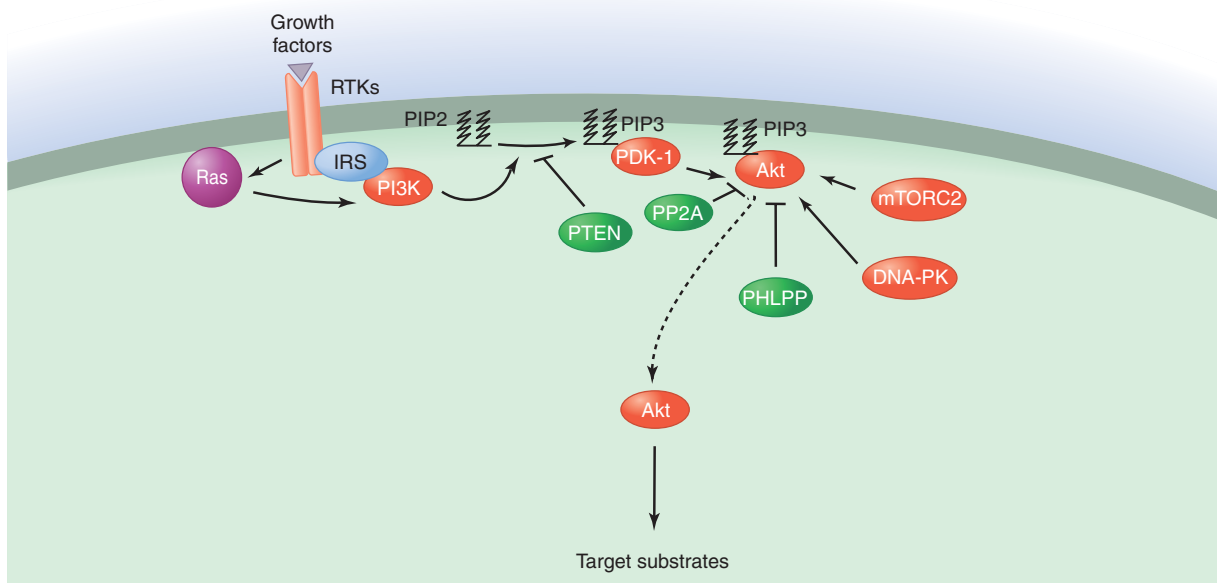 Growth
factors
RTKs
PIP2
PIP3
PIP3
Ras
IRS
PI3K
PDK-1
Akt
mTORC2
PP2A
PTEN
DNA-PK
PHLPP
Akt
Target substrates